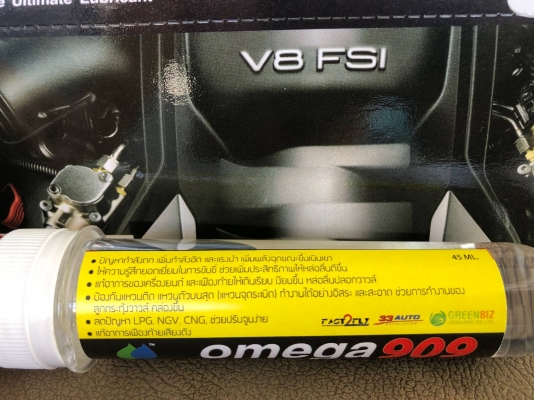 e Ultimate Lubricant
V8 FSI
• ปัญหากำลังตก เพิ่มกำลังอัด และแรงม้า เพิ่มพลังฉุดขณะขึ้นเนินเขา
45 ML.
• ให้ความรู้สึกยอดเยี่ยมในการขับขี่ ช่วยเพิ่มประสิทธิภาพให้หล่อลื่นดีขึ้น
• แก้อาการของเครื่องยนต์ และเฟืองท้ายให้เดินเรียบ เงียบขึ้น หล่อลื่นปลอกวาวล์
• ป้องกันแหวนติด แหวนตัวบนสุด (แหวนจุดระเบิด) ทำงานได้อย่างอิสระ และสะอาด ช่วยการทำงานของ
ลูกกระทุ้งวาวล์ คล่องขึ้น
• ลดปัญหา LPG, NGV, CNG, ช่วยปรับจูนง่าย
• แก้อาการเฟืองท้ายเสียงดัง
FAST2FLY 33 AUTO GREENBIZ
omega 909